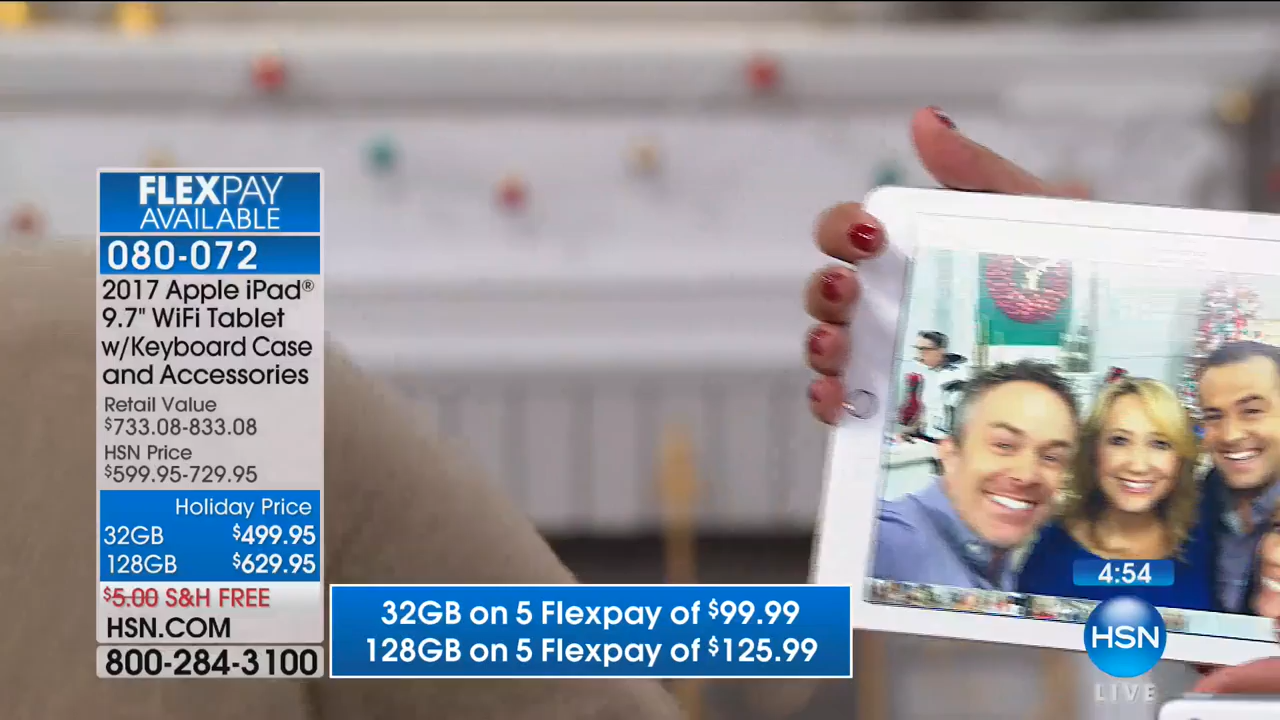 FLEXPAY
AVAILABLE
080-072
2017 Apple iPad®
9.7" WiFi Tablet
w/Keyboard Case
and Accessories
Retail Value
$733.08-833.08
HSN Price
$599.95-729.95
Holiday Price
32GB $499.95
128GB $629.95
$5.00 S&H FREE
HSN.COM
800-284-3100
32GB on 5 Flexpay of $99.99
128GB on 5 Flexpay of $125.99
4:54
HSN
LIVE